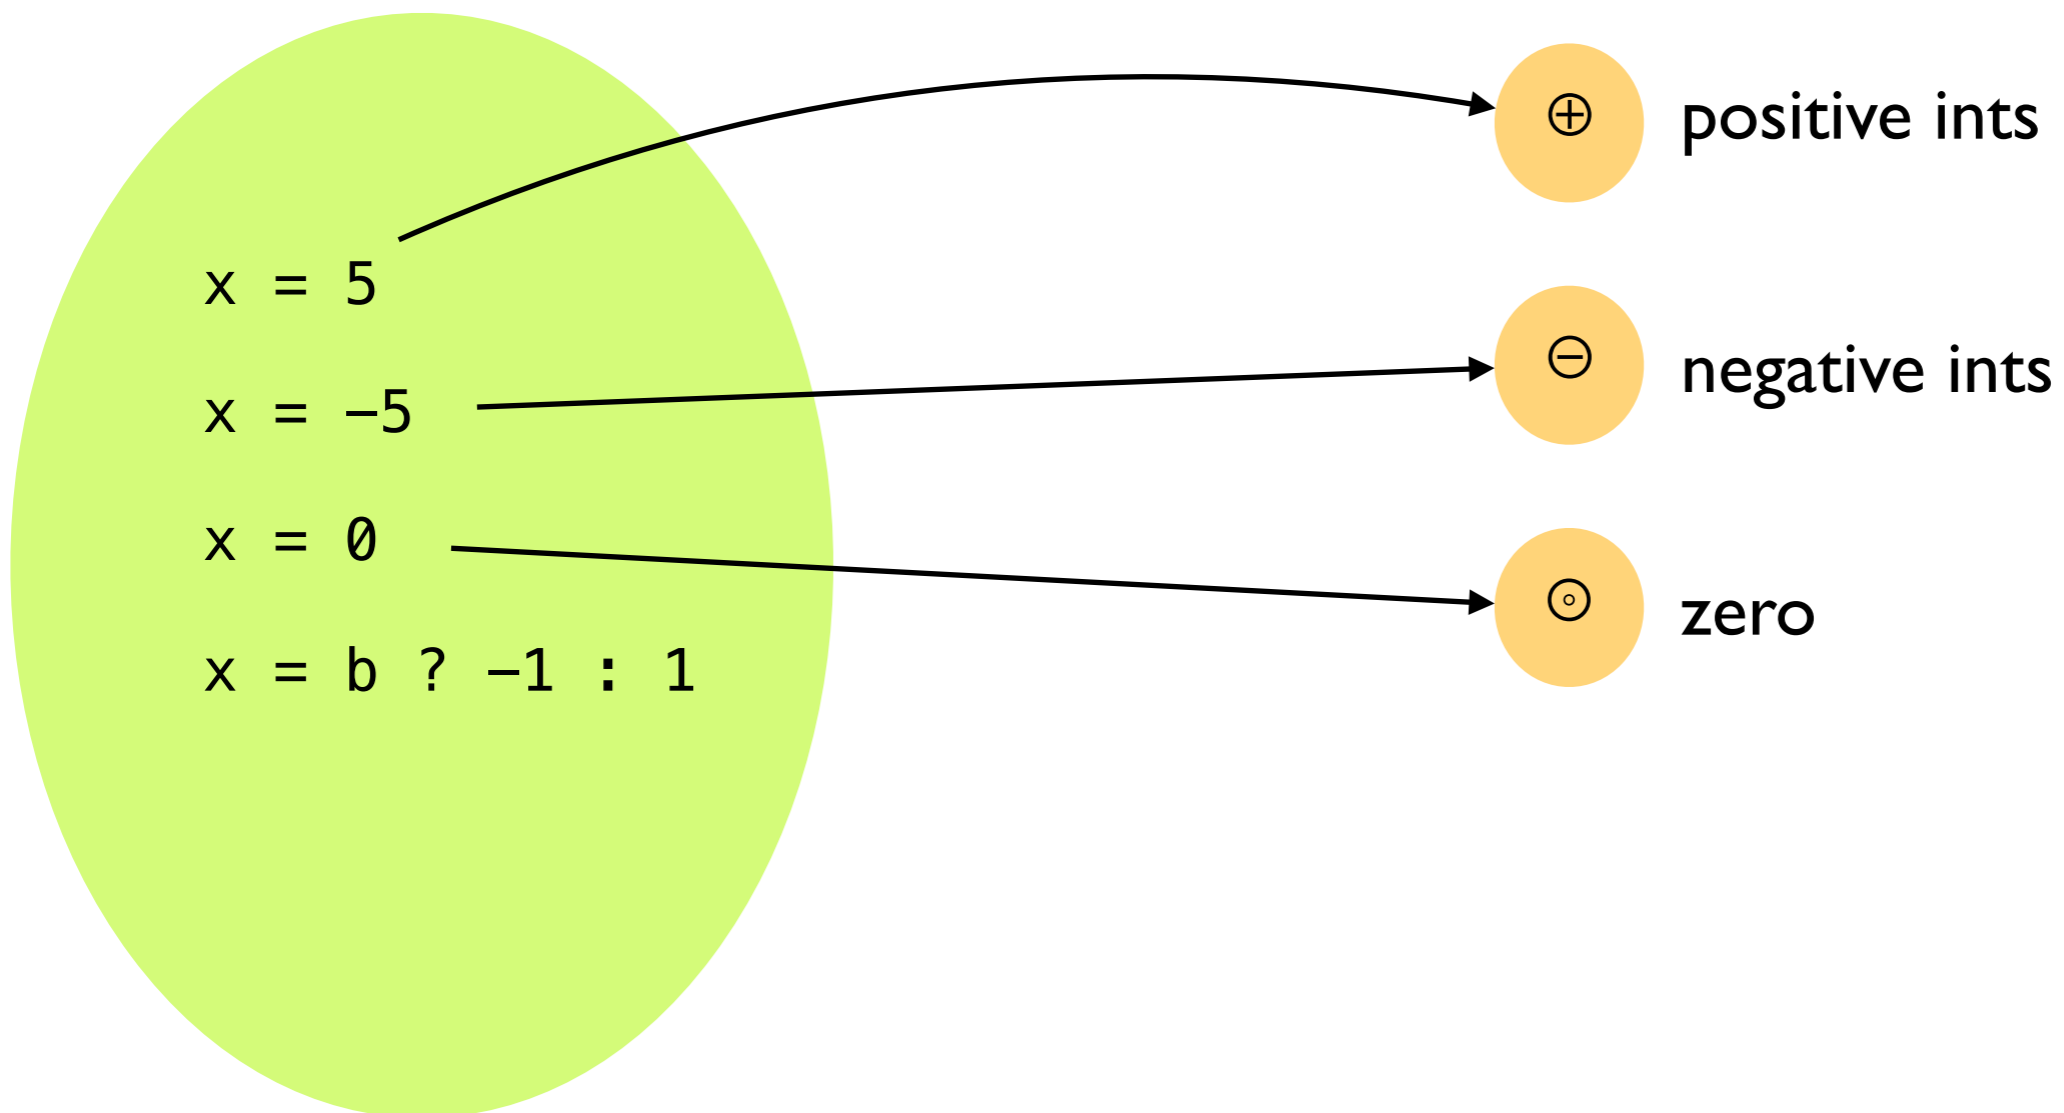 x = 5
x = −5
x = 0
x = b ? −1 : 1
⊕ positive ints
⊖ negative ints
⊚ zero